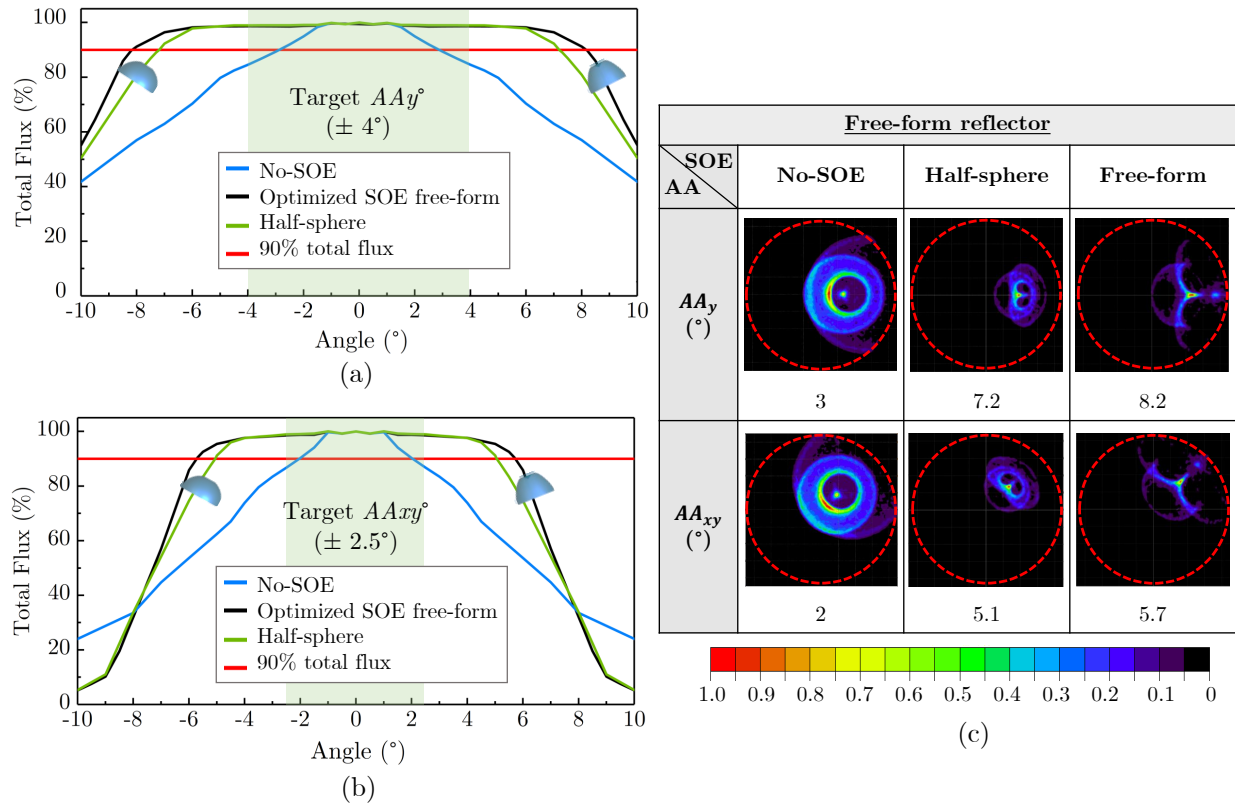 100
80
60
40
20
0
Total Flux (%)
Target AAy°
(± 4°)
No-SOE
Optimized SOE free-form
Half-sphere
90% total flux
-10 -8 -6 -4 -2 0 2 4 6 8 10
Angle (°)
(a)
100
80
60
40
20
0
Total Flux (%)
Target AAxy°
(± 2.5°)
No-SOE
Optimized SOE free-form
Half-sphere
90% total flux
-10 -8 -6 -4 -2 0 2 4 6 8 10
Angle (°)
(b)
Free-form reflector
SOE
AA
No-SOE Half-sphere Free-form
AAy
(°)
3 7.2 8.2
AAxy
(°)
2 5.1 5.7
1.0 0.9 0.8 0.7 0.6 0.5 0.4 0.3 0.2 0.1 0
(c)